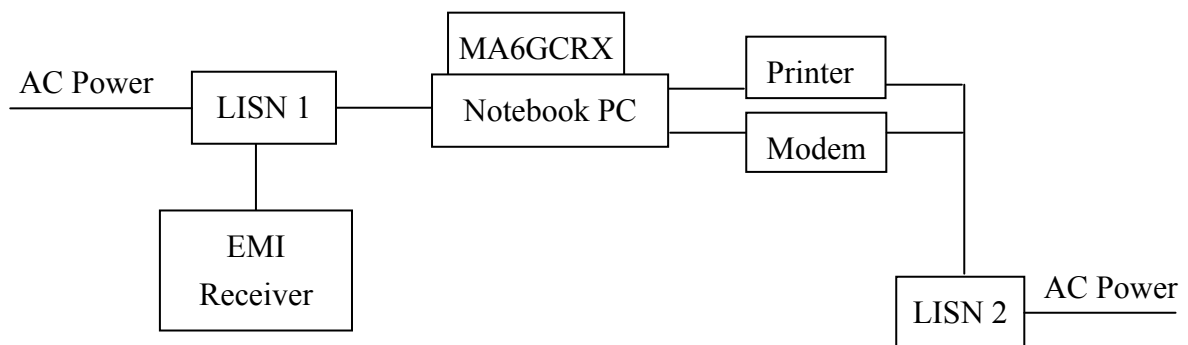 MA6GCRX
AC Power
LISN 1
Notebook PC
Printer
Modem
EMI
Receiver
LISN 2
AC Power